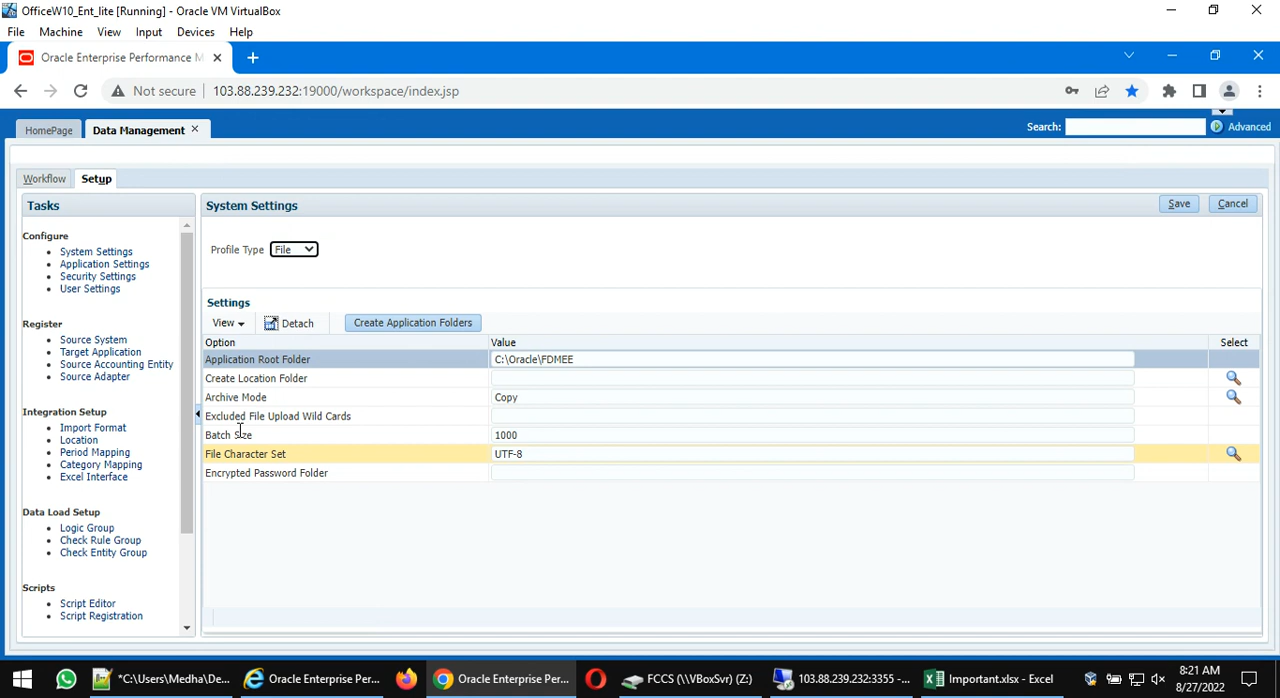 OfficeW10_Ent_lite [Running] - Oracle VM VirtualBox
File Machine View Input Devices Help
Oracle Enterprise Performance M
Not secure 103.88.239.232:19000/workspace/index.jsp
HomePage Data Management Search: Advanced
Workflow Setup
Tasks
Configure
System Settings
Application Settings
Security Settings
User Settings
Register
Source System
Target Application
Source Accounting Entity
Source Adapter
Integration Setup
Import Format
Location
Period Mapping
Category Mapping
Excel Interface
Data Load Setup
Logic Group
Check Rule Group
Check Entity Group
Scripts
Script Editor
Script Registration
System Settings Save Cancel
Profile Type File
Settings
View Detach Create Application Folders
Option Value Select
Application Root Folder C:\Oracle\FDMEE
Create Location Folder
Archive Mode Copy
Excluded File Upload Wild Cards
Batch Size 1000
File Character Set UTF-8
Encrypted Password Folder
*C:\Users\Medha\De... Oracle Enterprise Per... Oracle Enterprise Per... FCCS (\\VBoxSvr) (Z:) 103.88.239.232:3355 -... Important.xlsx - Excel
8:21 AM
8/27/2022